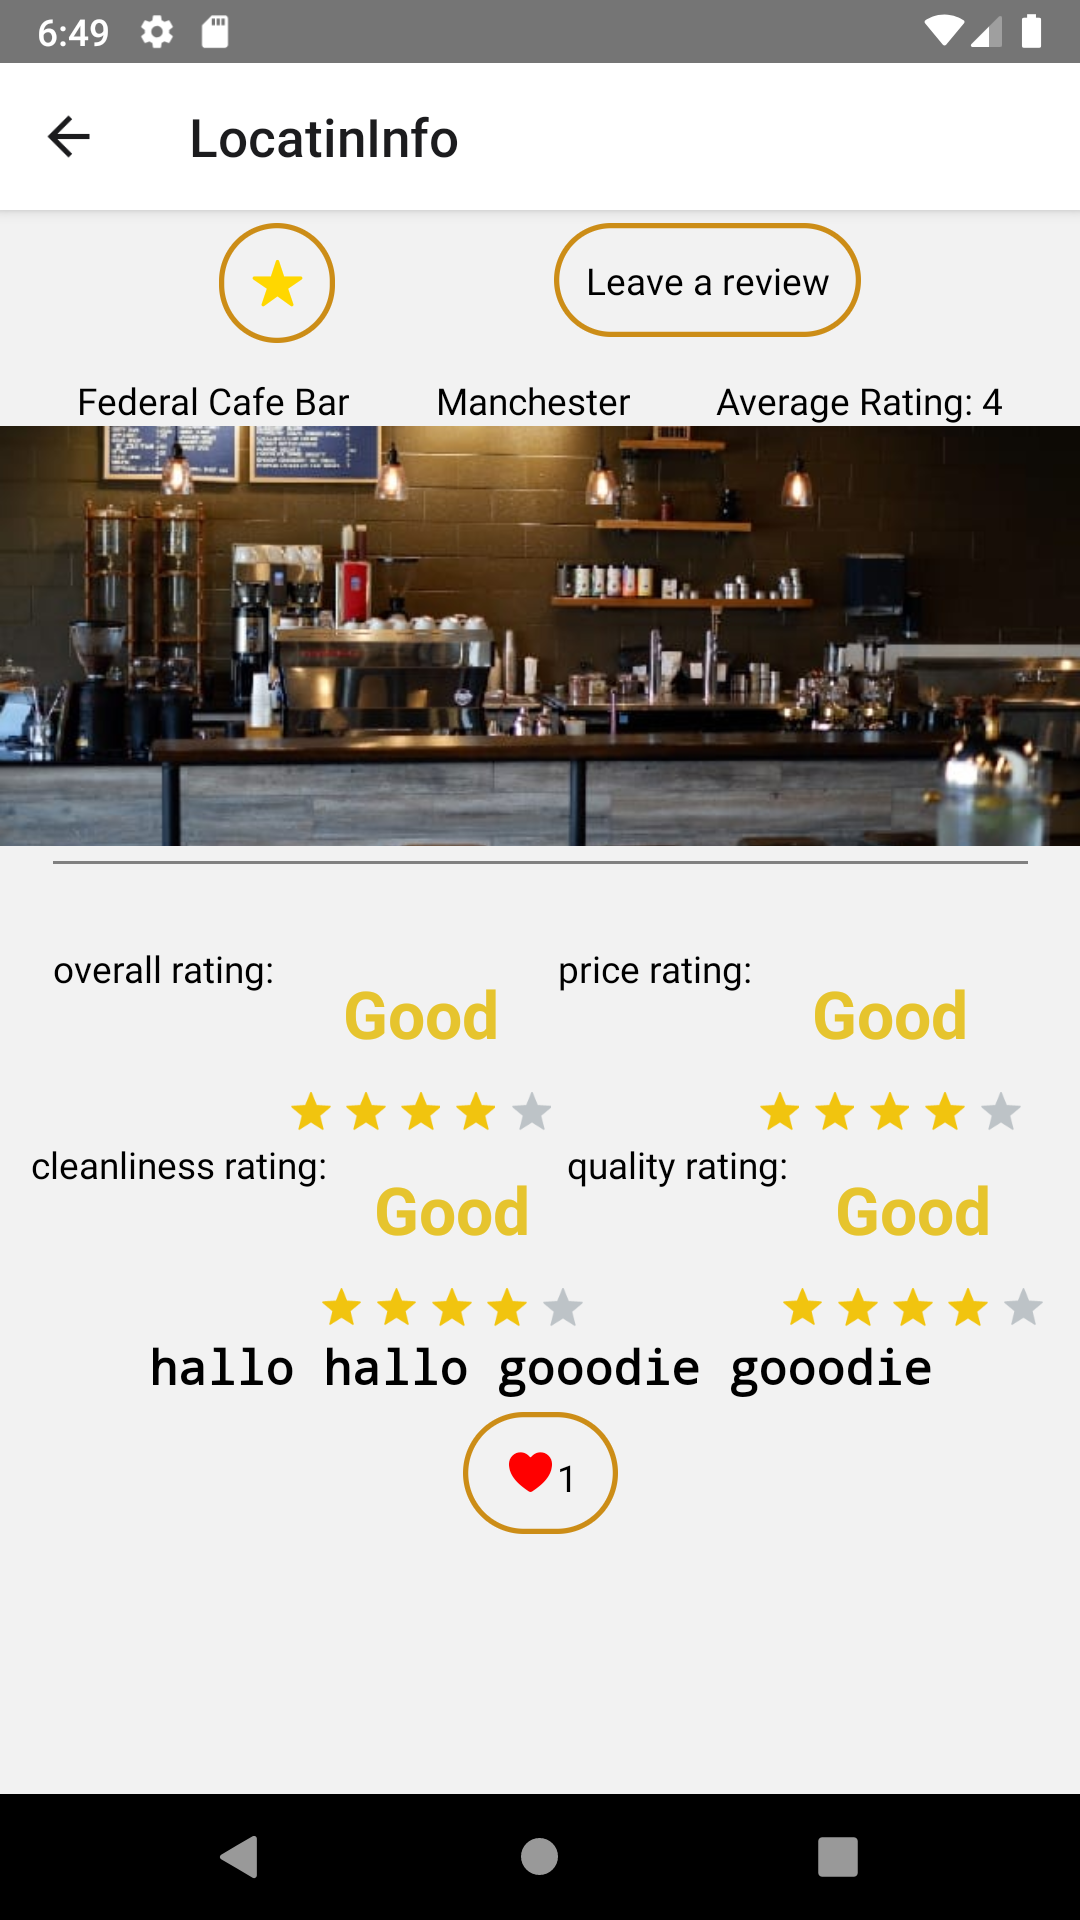 6:49
LocatinInfo
Leave a review
Federal Cafe Bar Manchester Average Rating: 4
overall rating: price rating:
Good Good
cleanliness rating: quality rating:
Good Good
hallo hallo gooodie gooodie
1